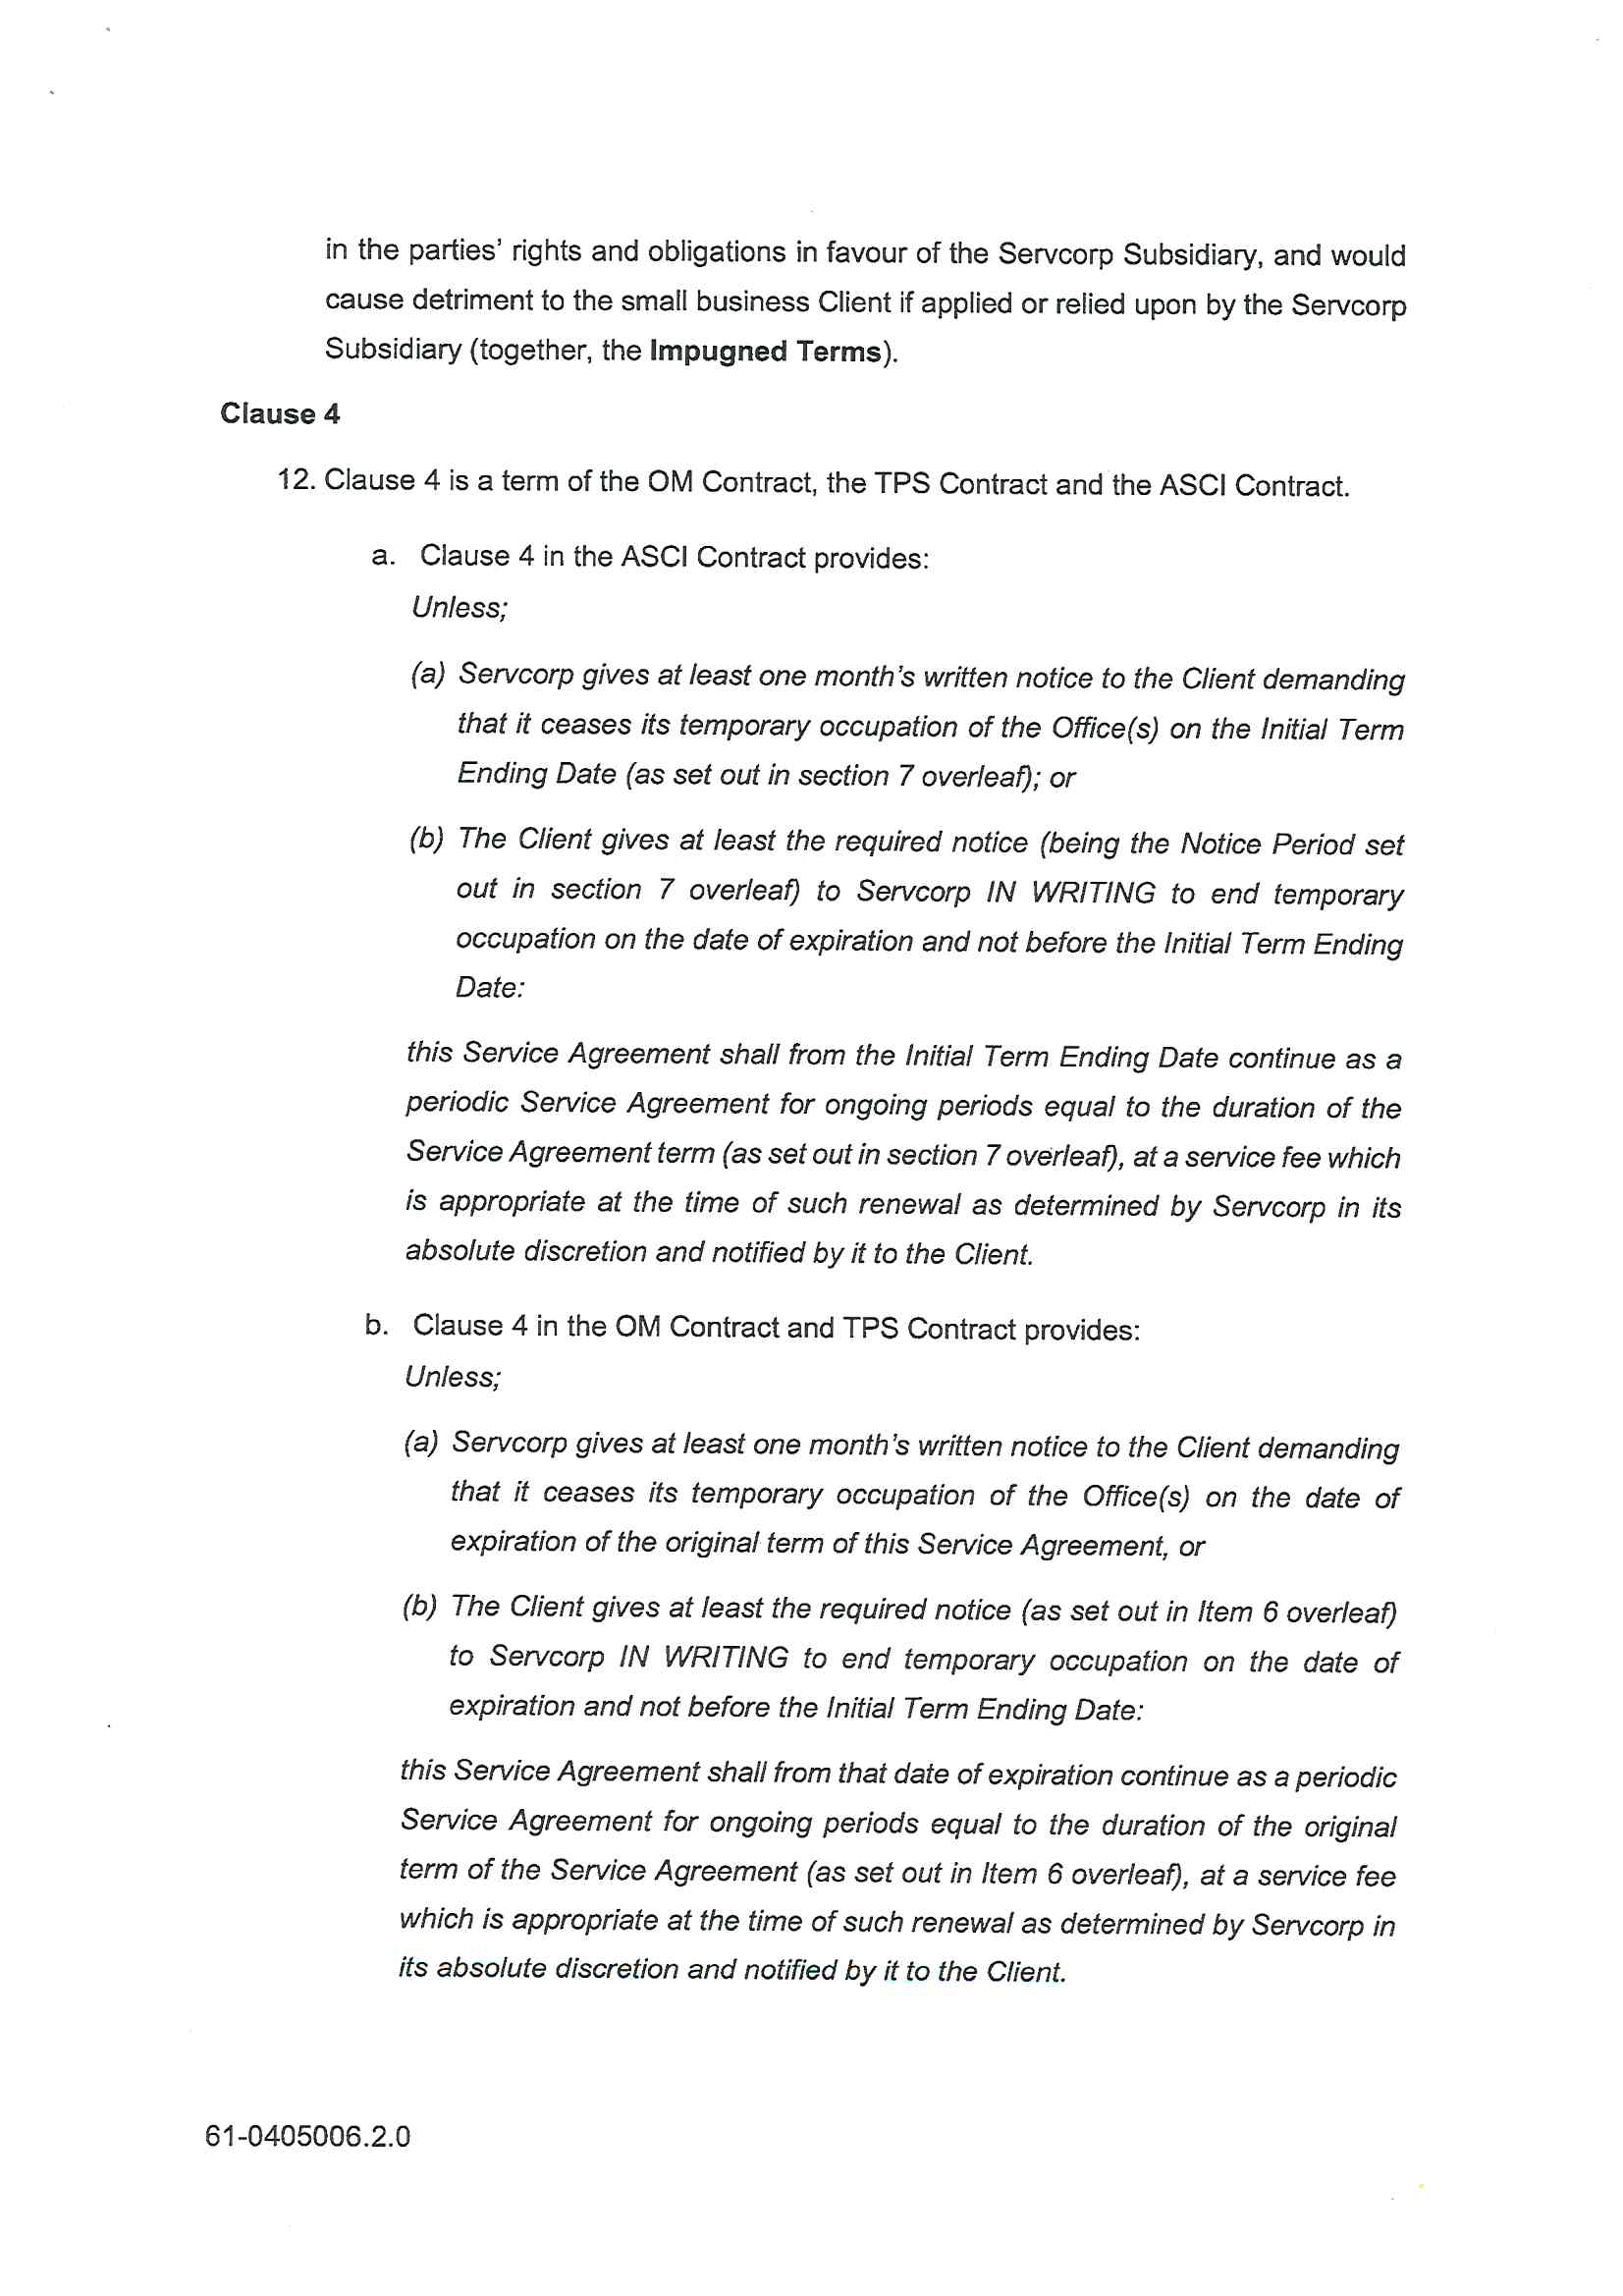 in the parties’ rights and obligations in favour of the Servcorp Subsidiary, and would
cause detriment to the small business Client if applied or relied upon by the Servcorp
Subsidiary (together, the Impugned Terms).
Clause 4
12. Clause 4 is a term of the OM Contract, the TPS Contract and the ASCI Contract.
a. Clause 4 in the ASCI Contract provides:
Unless;
(a) Servcorp gives at least one month’s written notice to the Client demanding
that it ceases its temporary occupation of the Office(s) on the Initial Term
Ending Date (as set out in section 7 overleaf); or
(b) The Client gives at least the required notice (being the Notice Period set
out in section 7 overleaf) to Servcorp IN WRITING to end temporary
occupation on the date of expiration and not before the Initial Term Ending
Date:
this Service Agreement shall from the Initial Term Ending Date continue as a
periodic Service Agreement for ongoing periods equal to the duration of the
Service Agreement term (as set out in section 7 overleaf), at a service fee which
is appropriate at the time of such renewal as determined by Servcorp in its
absolute discretion and notified by it to the Client.
b. Clause 4 in the OM Contract and TPS Contract provides:
Unless;
(a) Servcorp gives at least one month’s written notice to the Client demanding
that it ceases its temporary occupation of the Office(s) on the date of
expiration of the original term of this Service Agreement, or
(b) The Client gives at least the required notice (as set out in Item 6 overleaf)
to Servcorp IN WRITING to end temporary occupation on the date of
expiration and not before the Initial Term Ending Date:
this Service Agreement shall from that date of expiration continue as a periodic
Service Agreement for ongoing periods equal to the duration of the original
term of the Service Agreement (as set out in Item 6 overleaf), at a service fee
which is appropriate at the time of such renewal as determined by Servcorp in
its absolute discretion and notified by it to the Client.
61-0405006.2.0